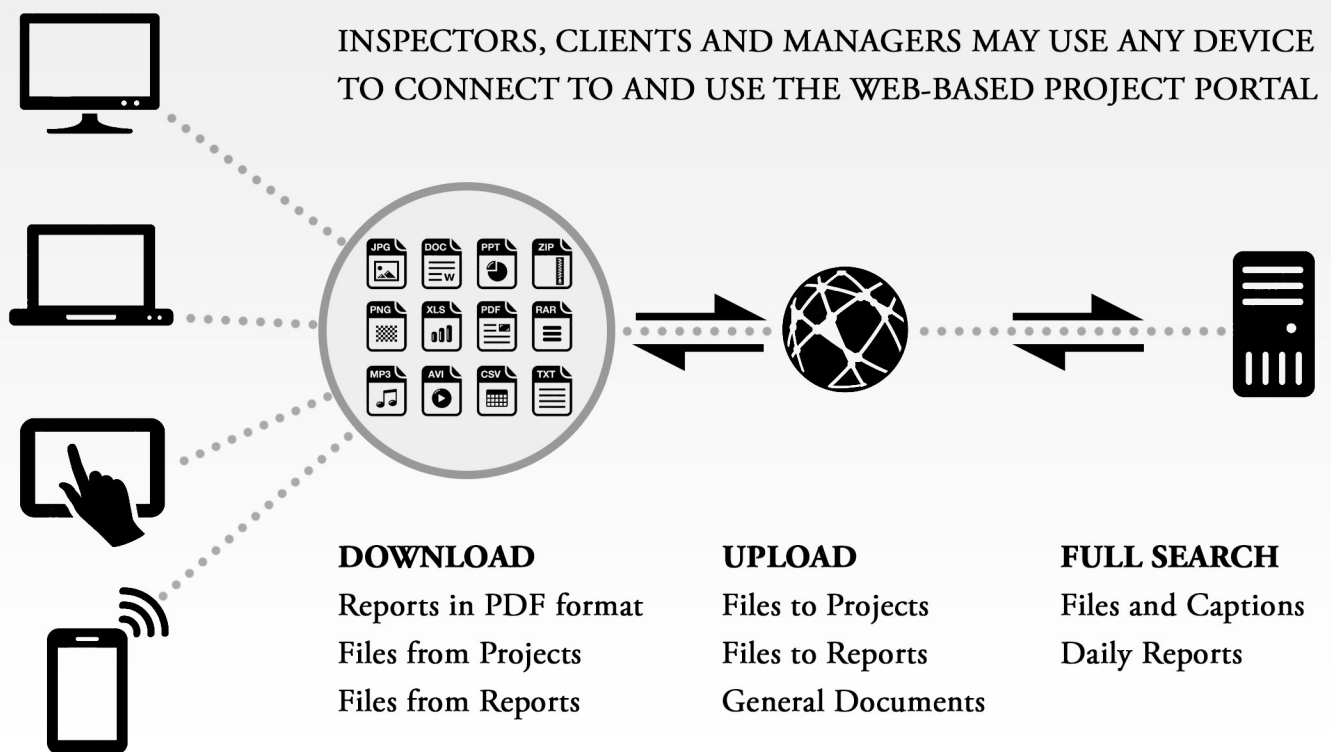 INSPECTORS, CLIENTS AND MANAGERS MAY USE ANY DEVICE
TO CONNECT TO AND USE THE WEB-BASED PROJECT PORTAL
JPG
DOC
W
PPT
ZIP
PNG
XLS
PDF
RAR
MP3
AVI
CSV
TXT
DOWNLOAD
Reports in PDF format
Files from Projects
Files from Reports
UPLOAD
Files to Projects
Files to Reports
General Documents
FULL SEARCH
Files and Captions
Daily Reports